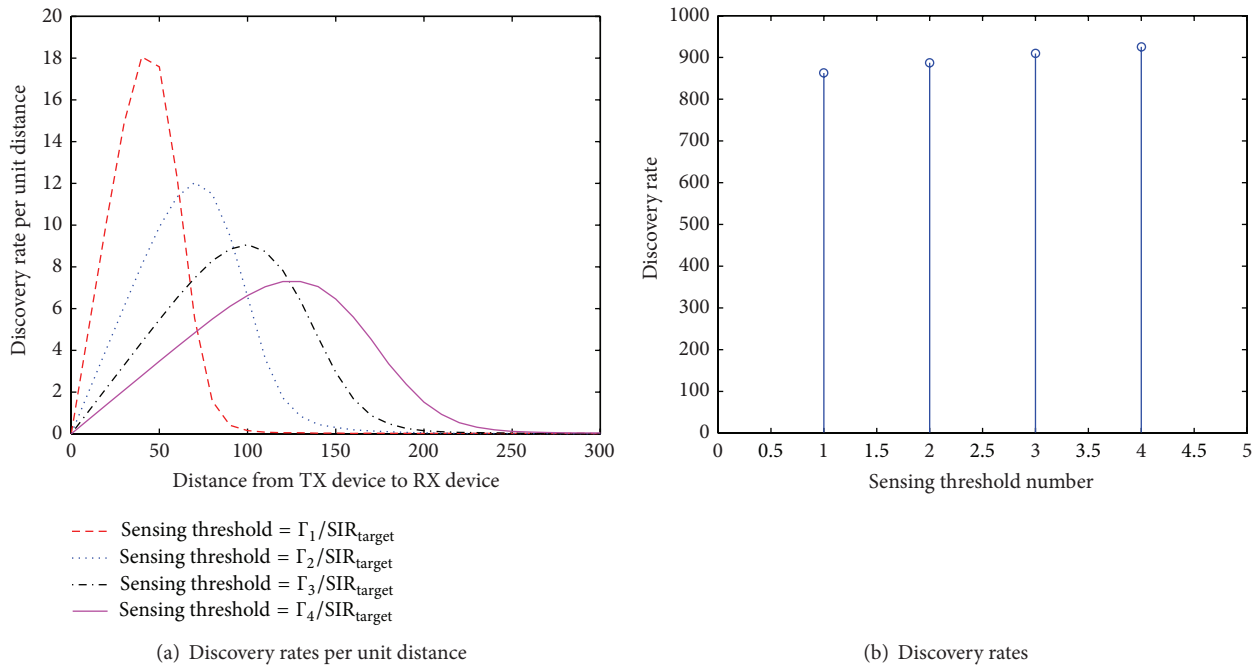 20
18
16
14
12
10
8
6
4
2
0
Discovery rate per unit distance
0 50 100 150 200 250 300
Distance from TX device to RX device
Sensing threshold = Γ₁/SIR_target
Sensing threshold = Γ₂/SIR_target
Sensing threshold = Γ₃/SIR_target
Sensing threshold = Γ₄/SIR_target
(a) Discovery rates per unit distance
1000
900
800
700
600
500
400
300
200
100
0
Discovery rate
0 0.5 1 1.5 2 2.5 3 3.5 4 4.5 5
Sensing threshold number
(b) Discovery rates